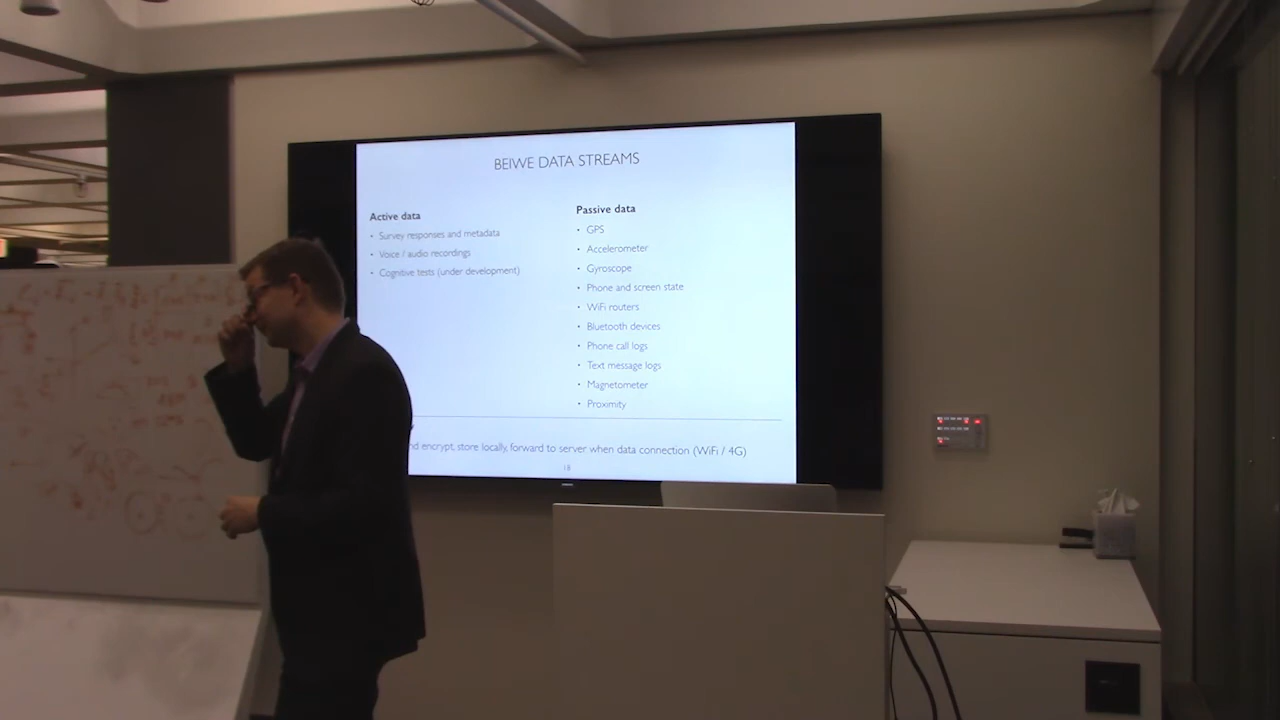 BEIWE DATA STREAMS
Active data
• Survey responses and metadata
• Voice / audio recordings
• Cognitive tests (under development)
Passive data
• GPS
• Accelerometer
• Gyroscope
• Phone and screen state
• WiFi routers
• Bluetooth devices
• Phone call logs
• Text message logs
• Magnetometer
• Proximity
encrypt, store locally, forward to server when data connection (WiFi / 4G)
18